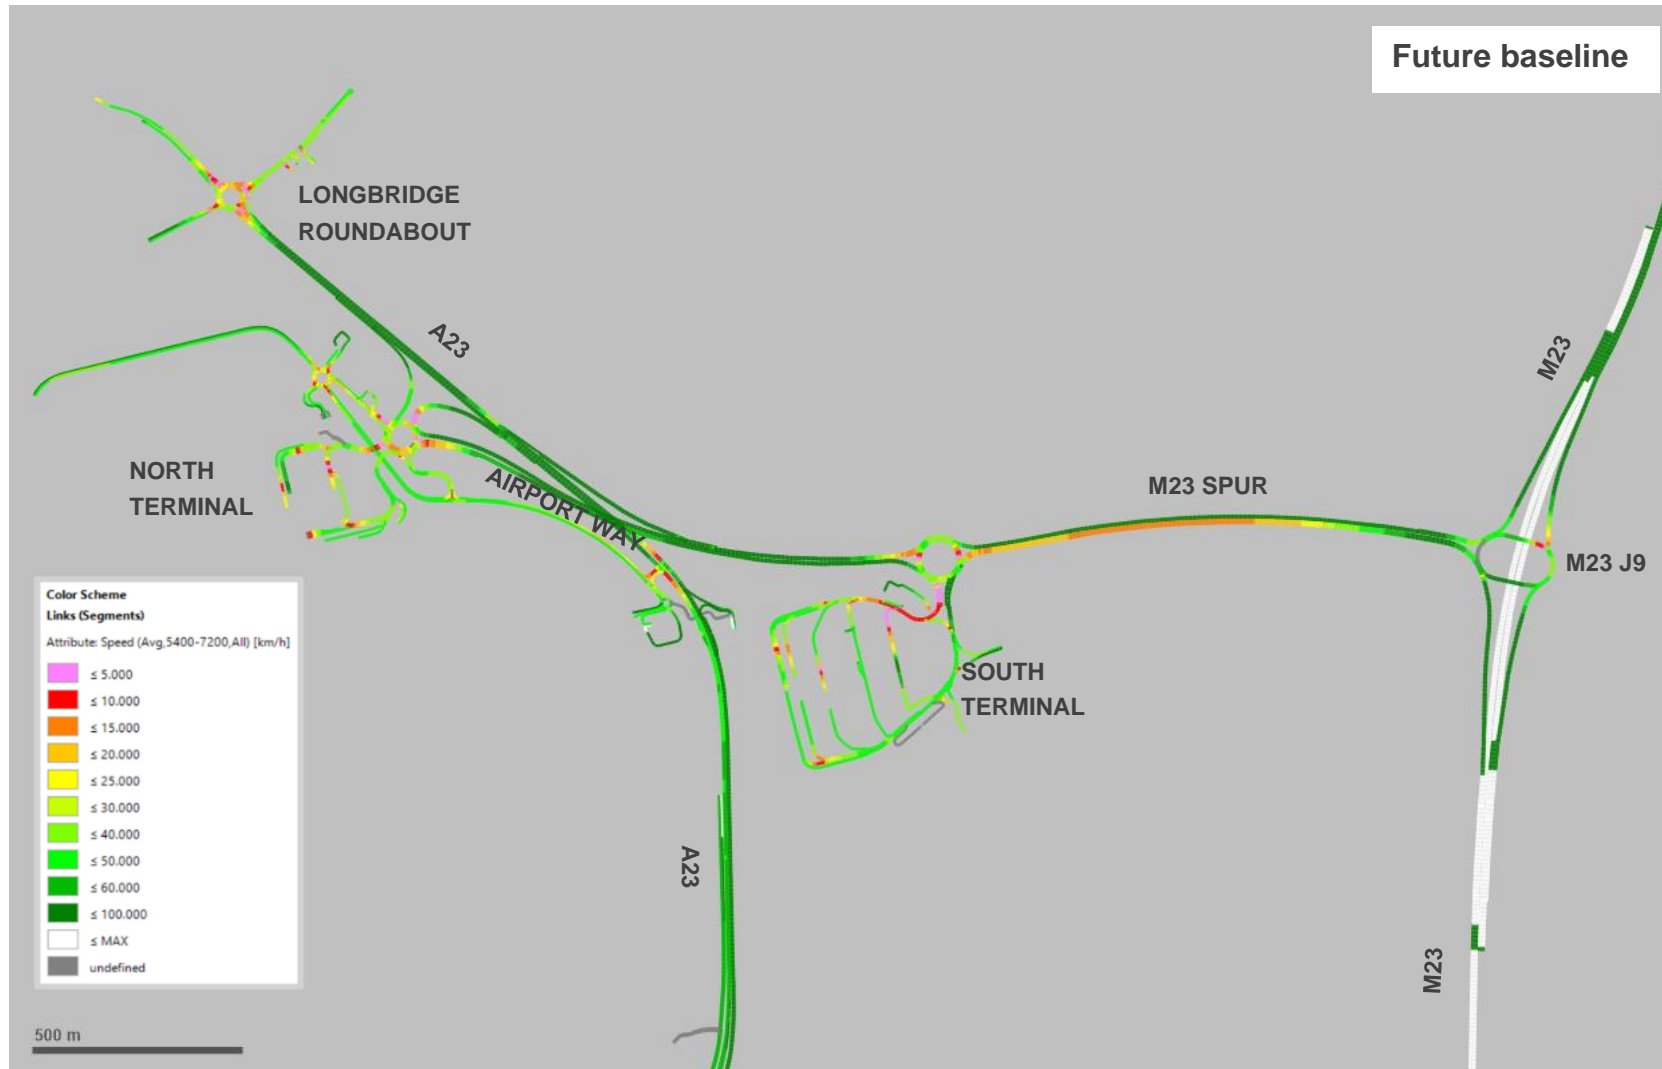 Future baseline
LONGBRIDGE
ROUNDABOUT
A23
M23
NORTH
TERMINAL
AIRPORT WAY
M23 SPUR
M23 J9
SOUTH
TERMINAL
A23
M23
Color Scheme
Links (Segments)
Attribute: Speed (Avg,5400-7200,All) [km/h]
≤ 5.000
≤ 10.000
≤ 15.000
≤ 20.000
≤ 25.000
≤ 30.000
≤ 40.000
≤ 50.000
≤ 60.000
≤ 100.000
≤ MAX
undefined
500 m